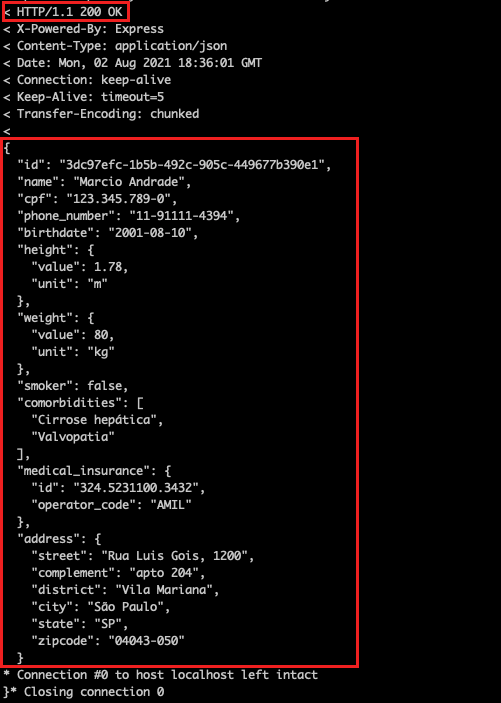 < HTTP/1.1 200 OK
< X-Powered-By: Express
< Content-Type: application/json
< Date: Mon, 02 Aug 2021 18:36:01 GMT
< Connection: keep-alive
< Keep-Alive: timeout=5
< Transfer-Encoding: chunked
<
{
  "id": "3dc97efc-1b5b-492c-905c-449677b390e1",
  "name": "Marcio Andrade",
  "cpf": "123.345.789-0",
  "phone_number": "11-91111-4394",
  "birthdate": "2001-08-10",
  "height": {
    "value": 1.78,
    "unit": "m"
  },
  "weight": {
    "value": 80,
    "unit": "kg"
  },
  "smoker": false,
  "comorbidities": [
    "Cirrose hepática",
    "Valvopatia"
  ],
  "medical_insurance": {
    "id": "324.5231100.3432",
    "operator_code": "AMIL"
  },
  "address": {
    "street": "Rua Luis Gois, 1200",
    "complement": "apto 204",
    "district": "Vila Mariana",
    "city": "São Paulo",
    "state": "SP",
    "zipcode": "04043-050"
  }
* Connection #0 to host localhost left intact
}* Closing connection 0